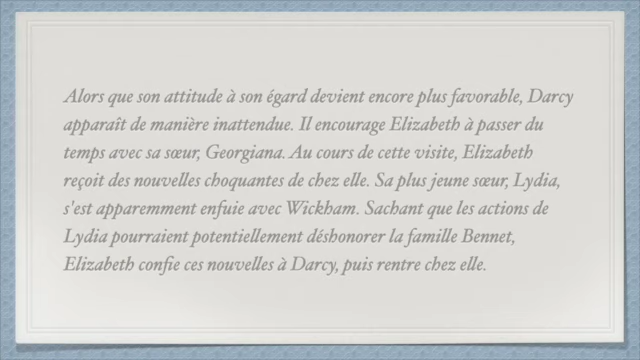 Alors que son attitude à son égard devient encore plus favorable, Darcy
apparaît de manière inattendue. Il encourage Elizabeth à passer du
temps avec sa sœur, Georgiana. Au cours de cette visite, Elizabeth
reçoit des nouvelles choquantes de chez elle. Sa plus jeune sœur, Lydia,
s'est apparemment enfuie avec Wickham. Sachant que les actions de
Lydia pourraient potentiellement déshonorer la famille Bennet,
Elizabeth confie ces nouvelles à Darcy, puis rentre chez elle.